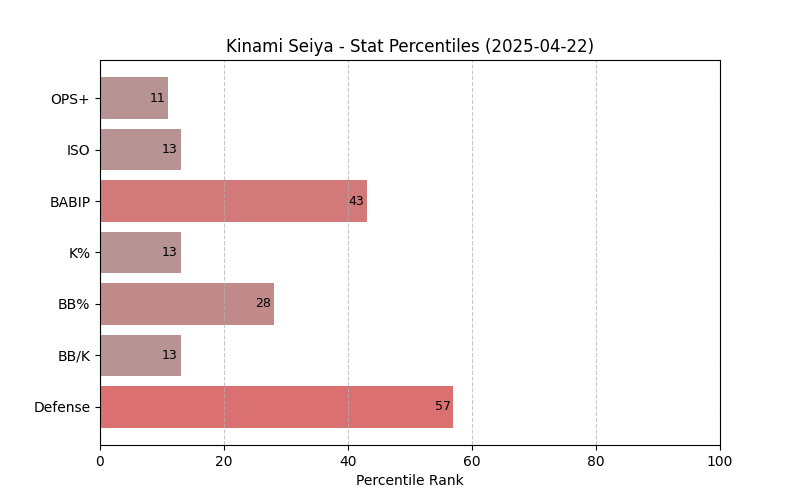 Kinami Seiya - Stat Percentiles (2025-04-22)
OPS+ 11
ISO 13
BABIP 43
K% 13
BB% 28
BB/K 13
Defense 57
0 20 40 60 80 100
Percentile Rank